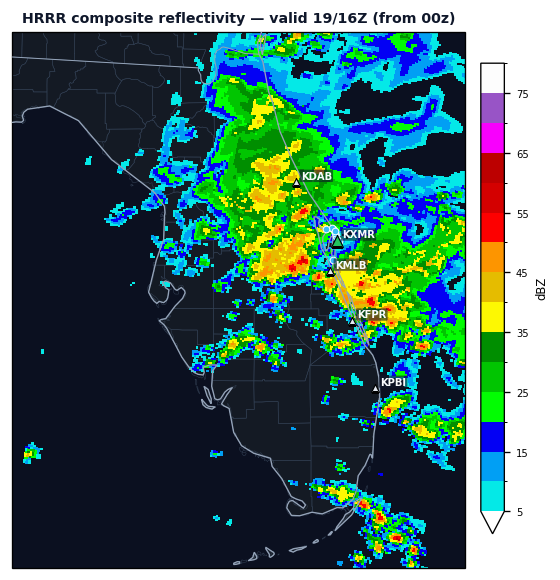 HRRR composite reflectivity — valid 19/16Z (from 00z)
KDAB
KXMR
KMLB
KFPR
KPBI
75
65
55
45
35
25
15
5
dBZ